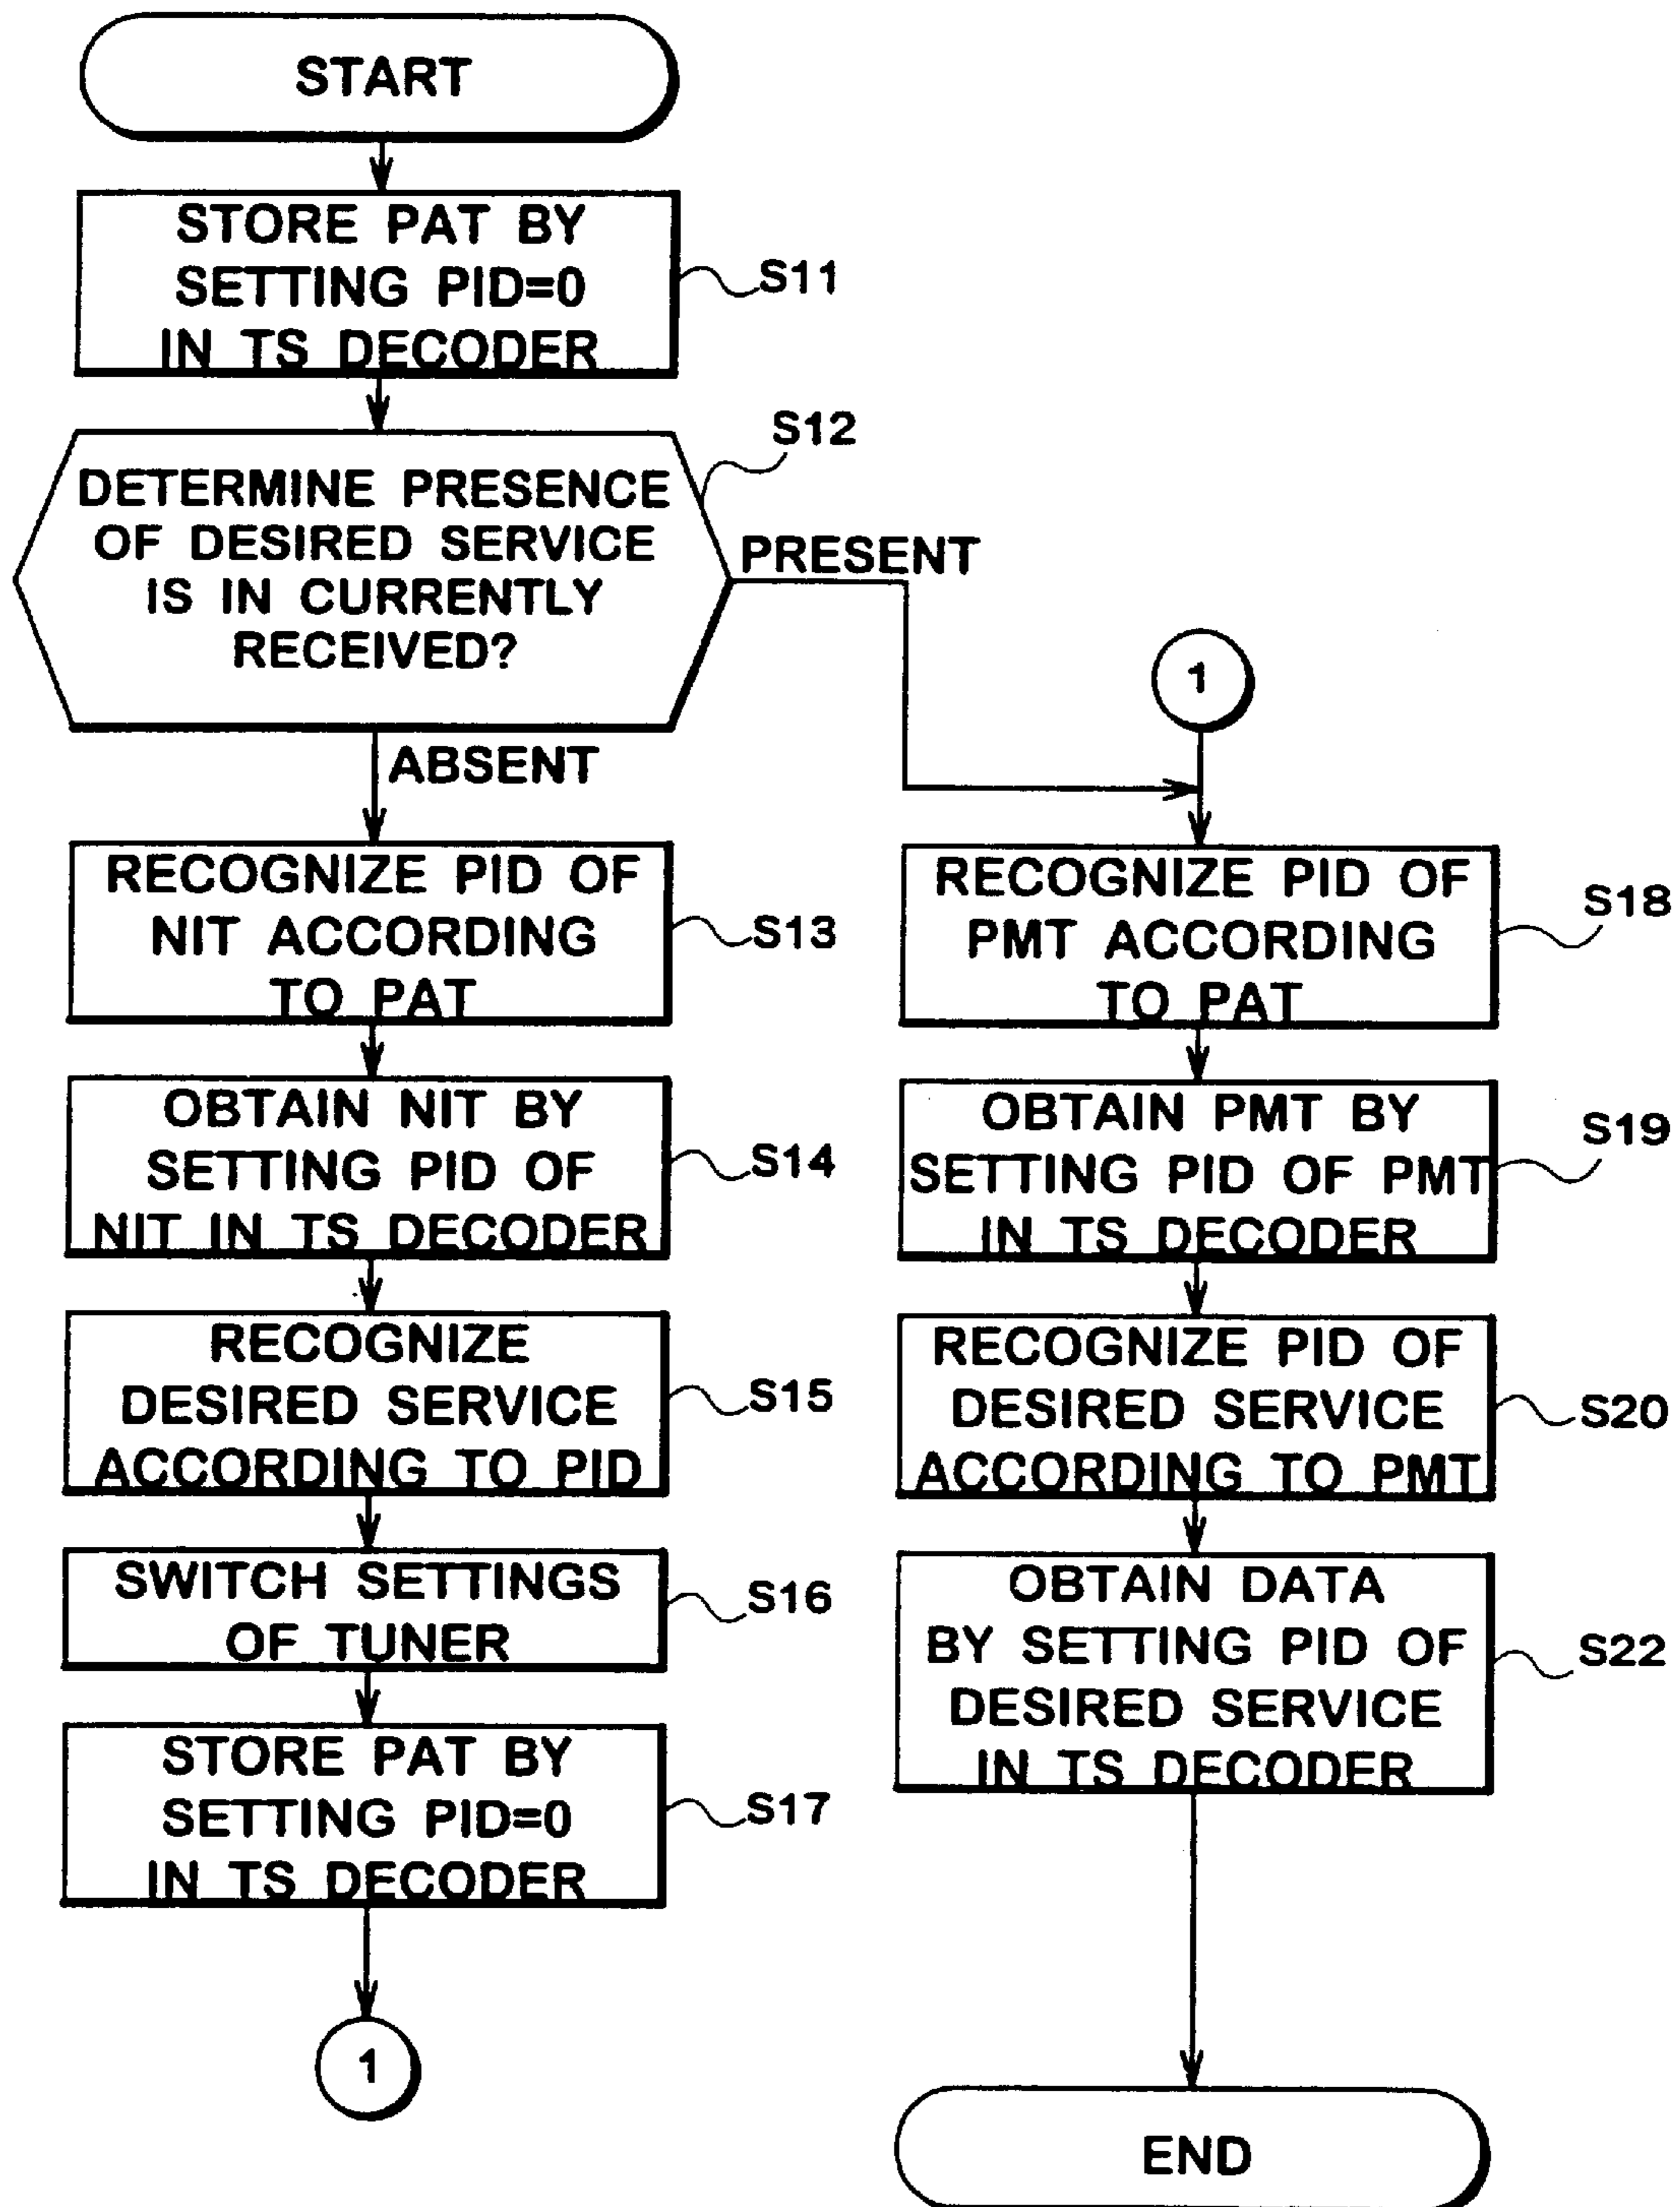 START
STORE PAT BY
SETTING PID=0
IN TS DECODER
S11
S12
DETERMINE PRESENCE
OF DESIRED SERVICE
IS IN CURRENTLY
RECEIVED?
PRESENT
ABSENT
RECOGNIZE PID OF
NIT ACCORDING
TO PAT
S13
OBTAIN NIT BY
SETTING PID OF
NIT IN TS DECODER
S14
RECOGNIZE
DESIRED SERVICE
ACCORDING TO PID
S15
SWITCH SETTINGS
OF TUNER
S16
STORE PAT BY
SETTING PID=0
IN TS DECODER
S17
1
1
RECOGNIZE PID OF
PMT ACCORDING
TO PAT
S18
OBTAIN PMT BY
SETTING PID OF PMT
IN TS DECODER
S19
RECOGNIZE PID OF
DESIRED SERVICE
ACCORDING TO PMT
S20
OBTAIN DATA
BY SETTING PID OF
DESIRED SERVICE
IN TS DECODER
S22
END